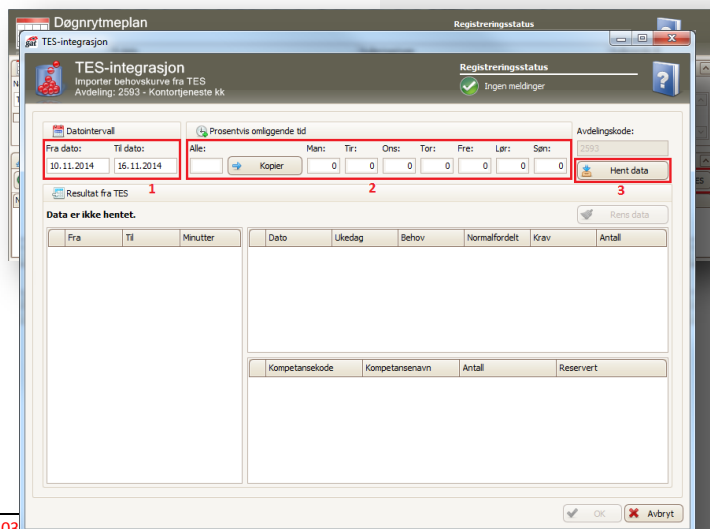 Døgnrytmeplan
Registreringsstatus
gat TES-integrasjon
TES-integrasjon
Importer behovskurve fra TES
Avdeling: 2593 - Kontortjeneste kk
Registreringsstatus
Ingen meldinger
Datointervall
Prosentvis omliggende tid
Avdelingskode:
Fra dato: Til dato:
Alle: Man: Tir: Ons: Tor: Fre: Lør: Søn:
2593
10.11.2014 16.11.2014
Kopier 0 0 0 0 0 0 0
Hent data
1 2 3
Resultat fra TES
Data er ikke hentet.
Rens data
Fra Til Minutter
Dato Ukedag Behov Normalfordelt Krav Antall
Kompetansekode Kompetansenavn Antall Reservert
OK Avbryt